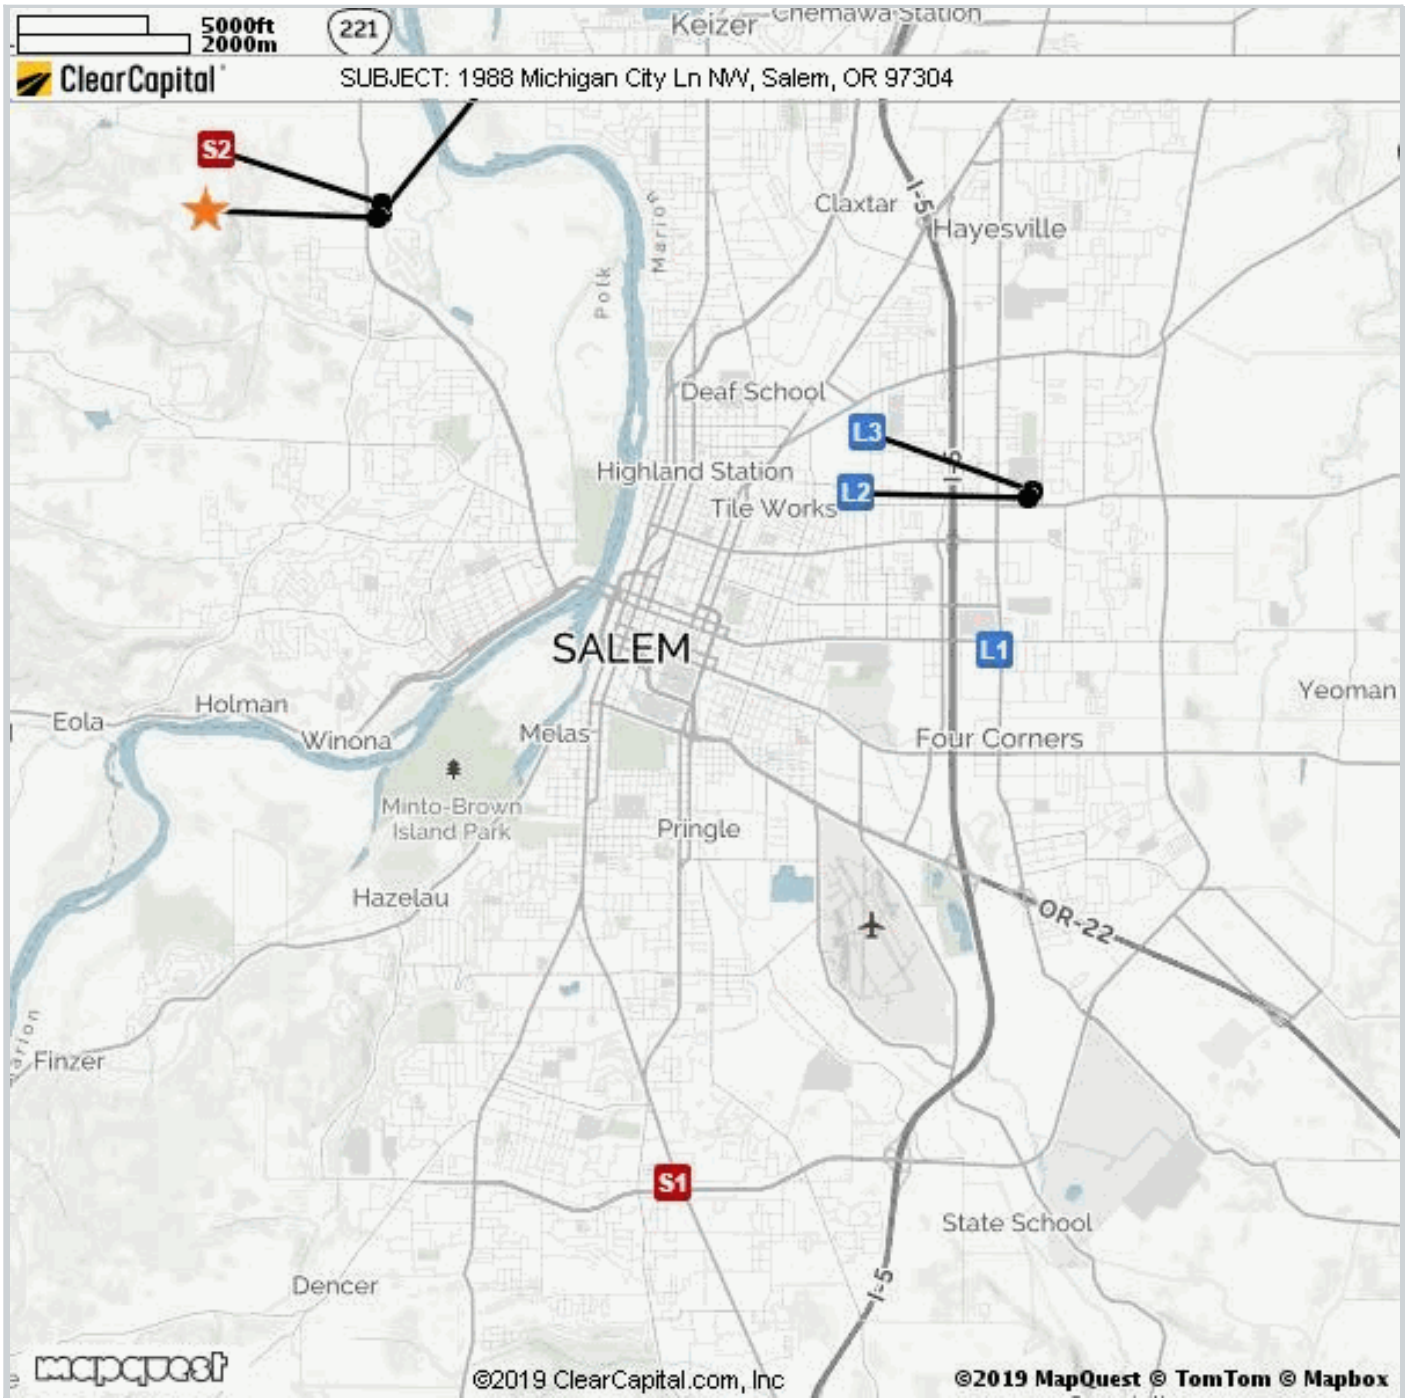 5000ft
2000m
221
Keizer
Chemawa Station
ClearCapital
SUBJECT: 1988 Michigan City Ln NW, Salem, OR 97304
S2
I-5
Claxtar
Hayesville
Marion
Polk
Deaf School
L3
I-5
Highland Station
L2
Tile Works
SALEM
L1
Yeoman
Holman
Eola
Winona
Melas
Four Corners
Minto-Brown
Island Park
Pringle
Hazelau
OR-22
Finzer
S1
State School
Dencer
I-5
mapquest
©2019 ClearCapital.com, Inc
©2019 MapQuest © TomTom © Mapbox